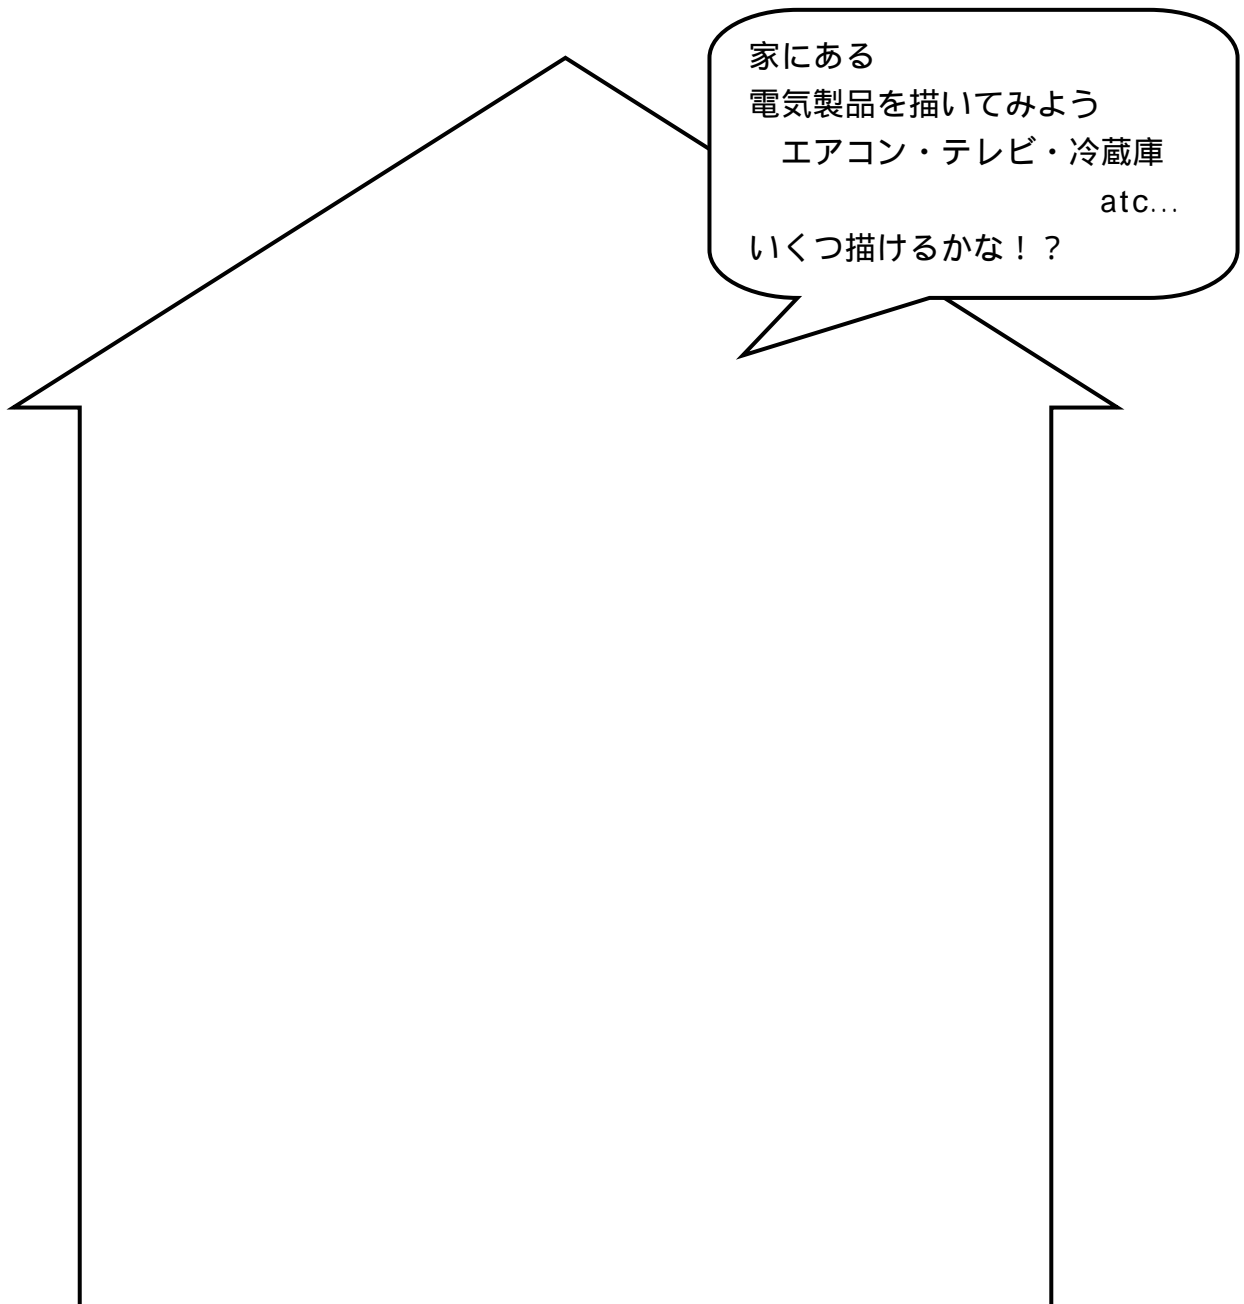 家にある
電気製品を描いてみよう
エアコン・テレビ・冷蔵庫
atc…
いくつ描けるかな！？